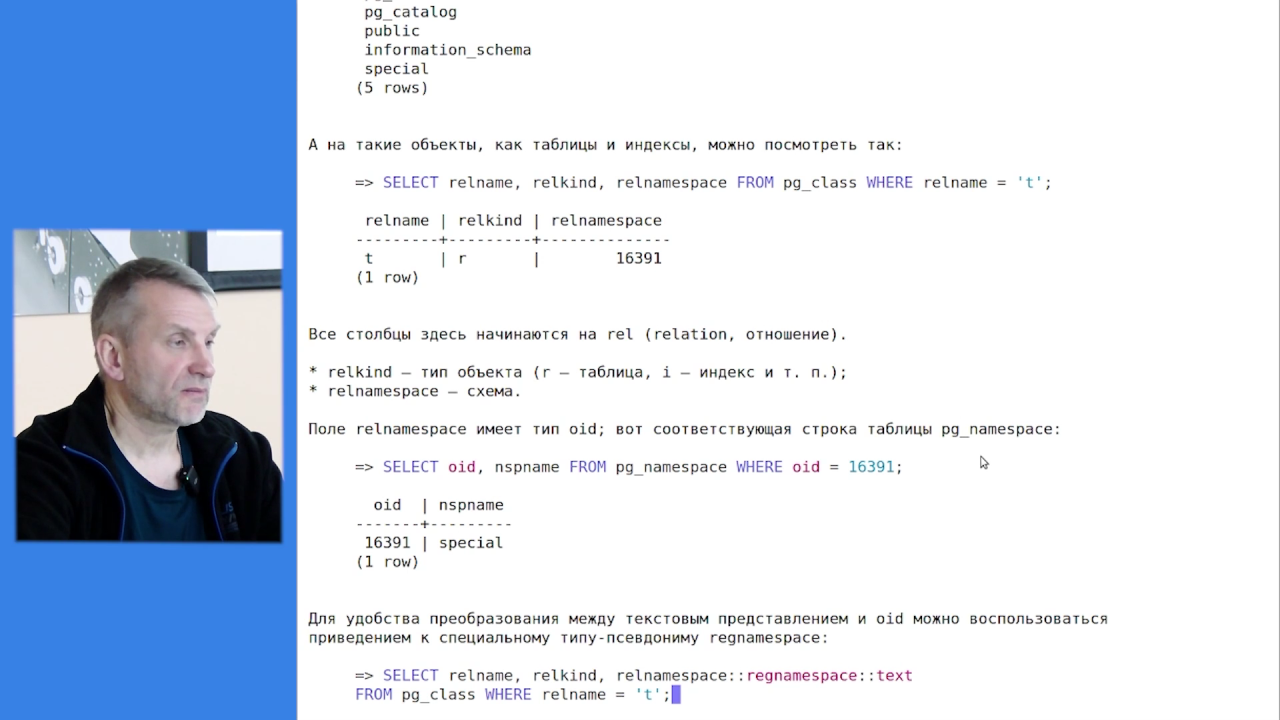 pg_catalog
public
information_schema
special
(5 rows)
А на такие объекты, как таблицы и индексы, можно посмотреть так:
=> SELECT relname, relkind, relnamespace FROM pg_class WHERE relname = 't';
relname | relkind | relnamespace
---------+---------+--------------
t | r | 16391
(1 row)
Все столбцы здесь начинаются на rel (relation, отношение).
* relkind — тип объекта (r — таблица, i — индекс и т. п.);
* relnamespace — схема.
Поле relnamespace имеет тип oid; вот соответствующая строка таблицы pg_namespace:
=> SELECT oid, nspname FROM pg_namespace WHERE oid = 16391;
oid | nspname
-------+---------
16391 | special
(1 row)
Для удобства преобразования между текстовым представлением и oid можно воспользоваться
приведением к специальному типу-псевдониму regnamespace:
=> SELECT relname, relkind, relnamespace::regnamespace::text
FROM pg_class WHERE relname = 't';